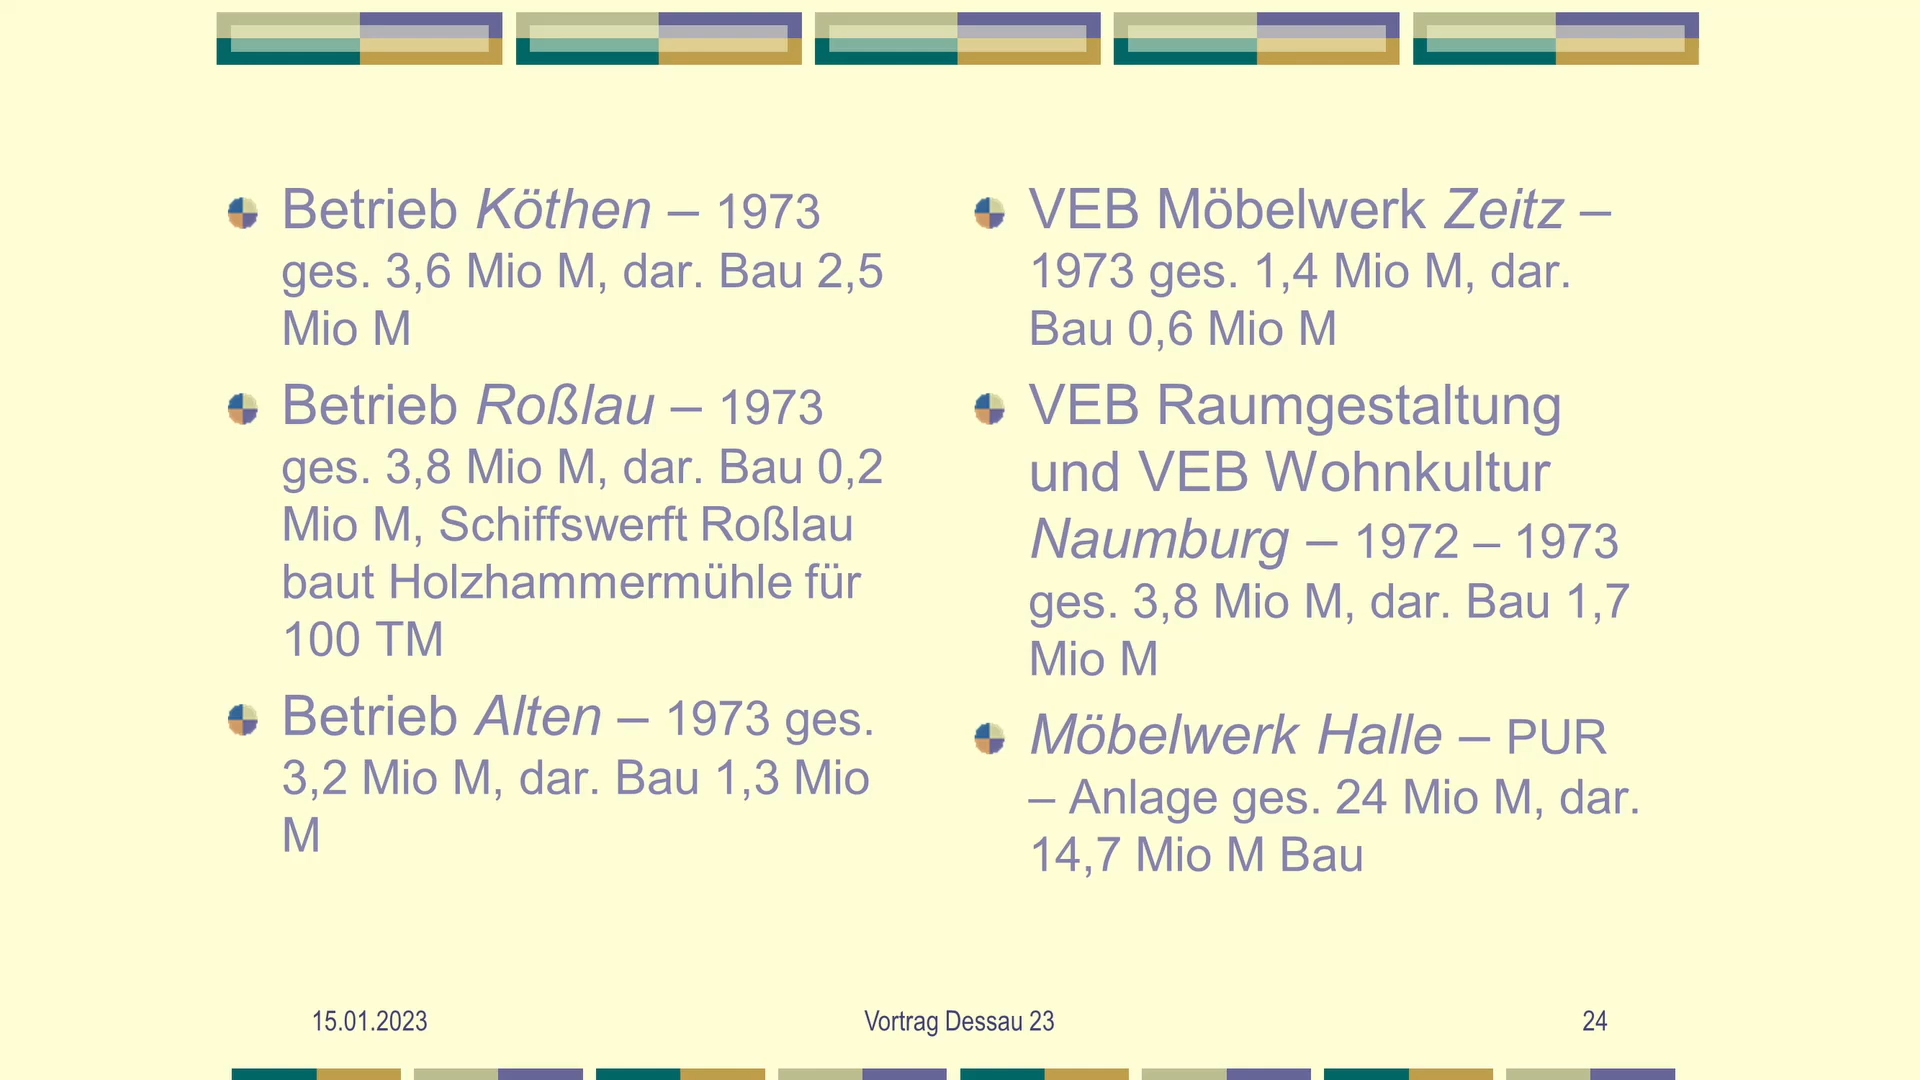 Betrieb Köthen – 1973
ges. 3,6 Mio M, dar. Bau 2,5
Mio M
Betrieb Roßlau – 1973
ges. 3,8 Mio M, dar. Bau 0,2
Mio M, Schiffswerft Roßlau
baut Holzhammermühle für
100 TM
Betrieb Alten – 1973 ges.
3,2 Mio M, dar. Bau 1,3 Mio
M
VEB Möbelwerk Zeitz –
1973 ges. 1,4 Mio M, dar.
Bau 0,6 Mio M
VEB Raumgestaltung
und VEB Wohnkultur
Naumburg – 1972 – 1973
ges. 3,8 Mio M, dar. Bau 1,7
Mio M
Möbelwerk Halle – PUR
– Anlage ges. 24 Mio M, dar.
14,7 Mio M Bau
15.01.2023
Vortrag Dessau 23
24